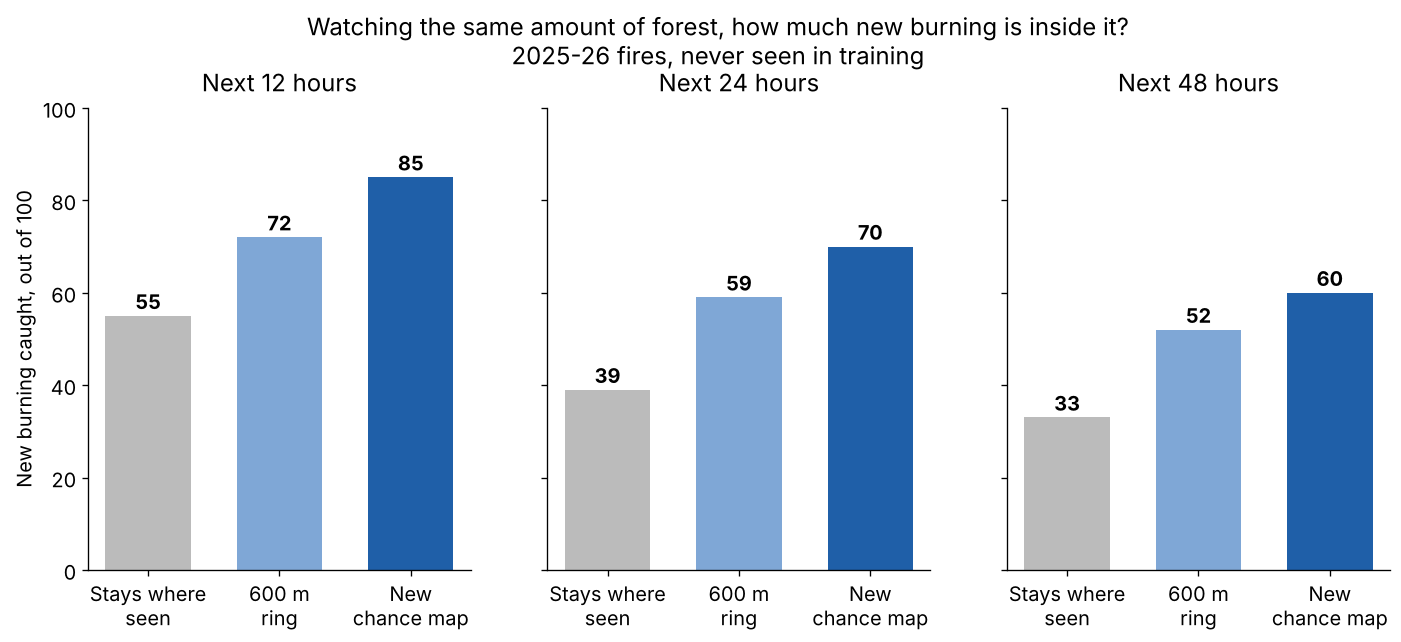 Watching the same amount of forest, how much new burning is inside it?
2025-26 fires, never seen in training
Next 12 hours
New burning caught, out of 100
100
80
60
40
20
0
55
72
85
Stays where
seen
600 m
ring
New
chance map
Next 24 hours
39
59
70
Stays where
seen
600 m
ring
New
chance map
Next 48 hours
33
52
60
Stays where
seen
600 m
ring
New
chance map